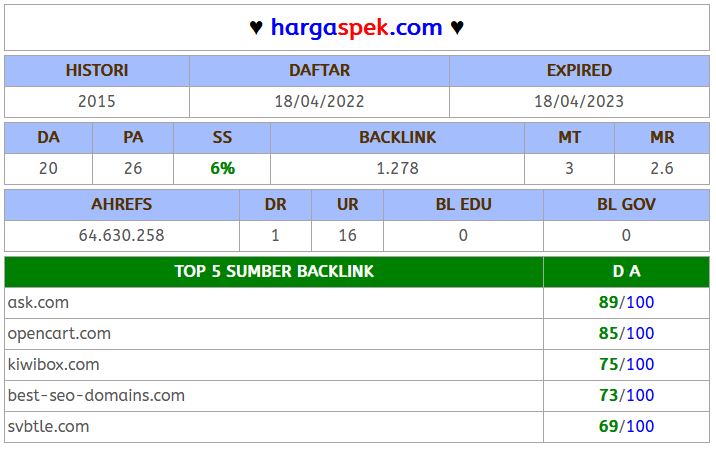 ♥ hargaspek.com ♥
HISTORI DAFTAR EXPIRED
2015 18/04/2022 18/04/2023
DA PA SS BACKLINK MT MR
20 26 6% 1.278 3 2.6
AHREFS DR UR BL EDU BL GOV
64.630.258 1 16 0 0
TOP 5 SUMBER BACKLINK D A
ask.com 89/100
opencart.com 85/100
kiwibox.com 75/100
best-seo-domains.com 73/100
svbtle.com 69/100